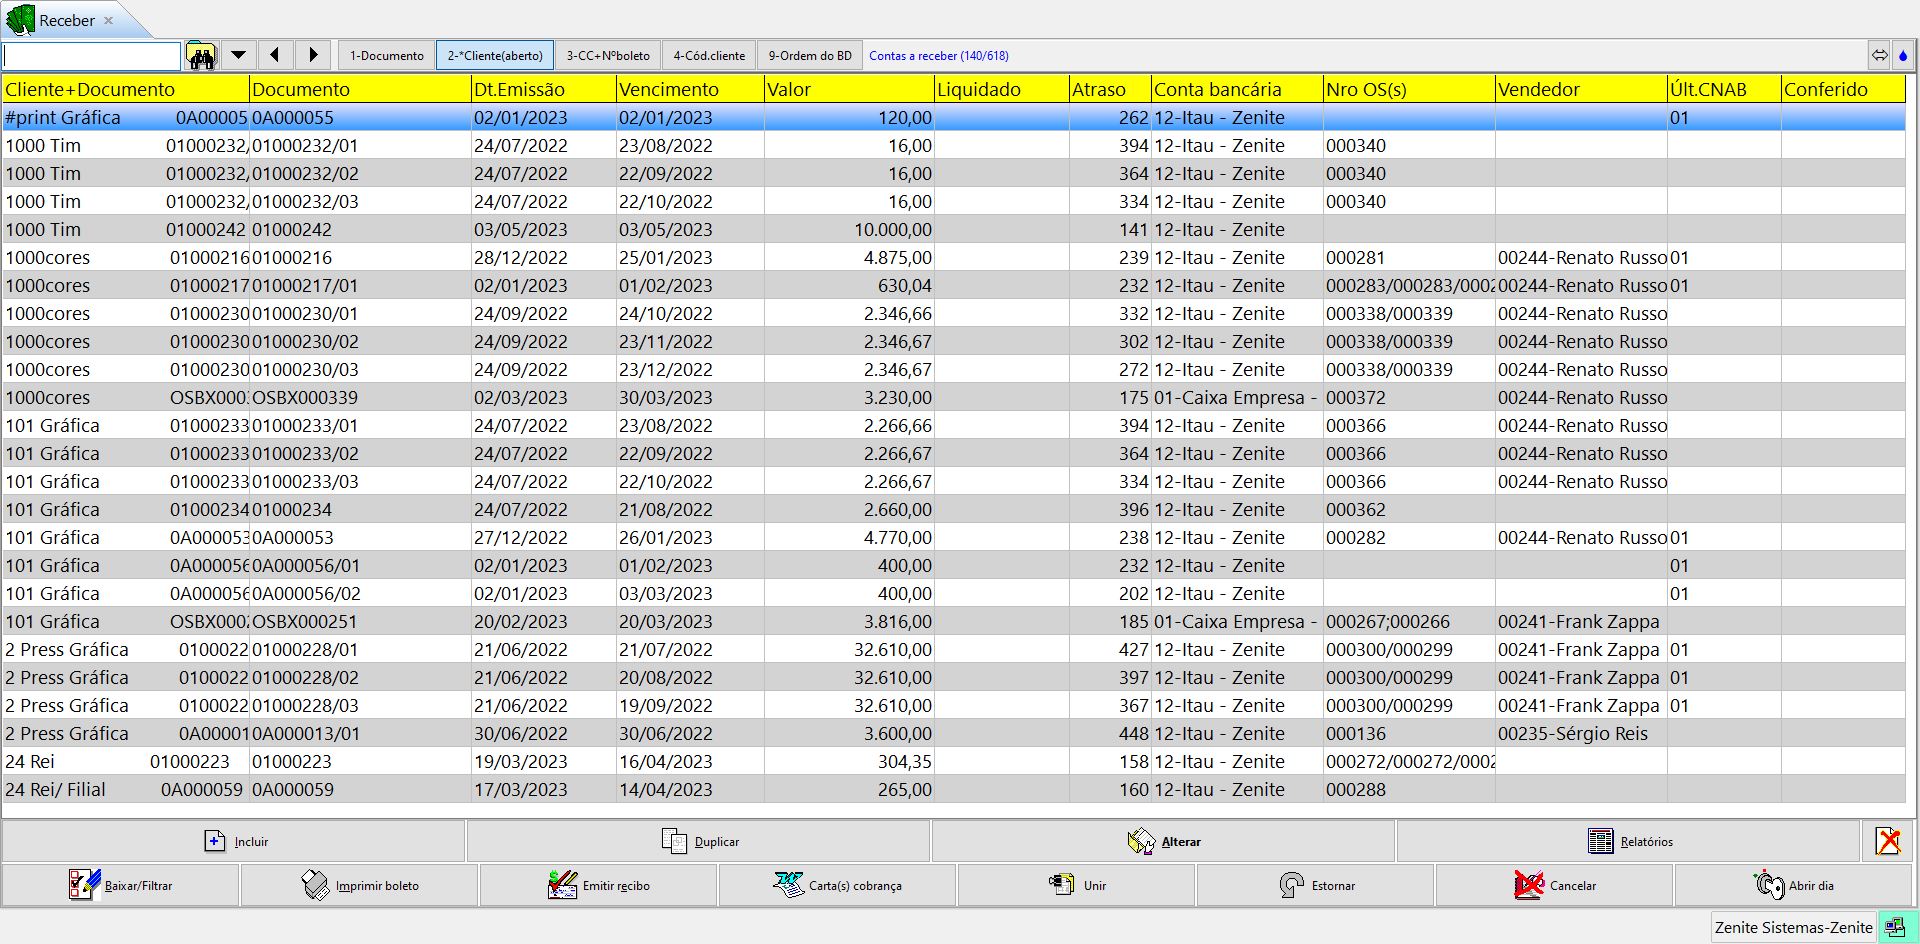 Receber
1-Documento 2-*Cliente(aberto) 3-CC+Nºboleto 4-Cód.cliente 9-Ordem do BD Contas a receber (140/618)
Cliente+Documento Documento Dt.Emissão Vencimento Valor Liquidado Atraso Conta bancária Nro OS(s) Vendedor Últ.CNAB Conferido
#print Gráfica 0A00005 0A000055 02/01/2023 02/01/2023 120,00 262 12-Itau - Zenite 01
1000 Tim 01000232/ 01000232/01 24/07/2022 23/08/2022 16,00 394 12-Itau - Zenite 000340
1000 Tim 01000232/ 01000232/02 24/07/2022 22/09/2022 16,00 364 12-Itau - Zenite 000340
1000 Tim 01000232/ 01000232/03 24/07/2022 22/10/2022 16,00 334 12-Itau - Zenite 000340
1000 Tim 01000242 01000242 03/05/2023 03/05/2023 10.000,00 141 12-Itau - Zenite
1000cores 01000216 01000216 28/12/2022 25/01/2023 4.875,00 239 12-Itau - Zenite 000281 00244-Renato Russo 01
1000cores 01000217 01000217/01 02/01/2023 01/02/2023 630,04 232 12-Itau - Zenite 000283/000283/0002 00244-Renato Russo 01
1000cores 01000230 01000230/01 24/09/2022 24/10/2022 2.346,66 332 12-Itau - Zenite 000338/000339 00244-Renato Russo
1000cores 01000230 01000230/02 24/09/2022 23/11/2022 2.346,67 302 12-Itau - Zenite 000338/000339 00244-Renato Russo
1000cores 01000230 01000230/03 24/09/2022 23/12/2022 2.346,67 272 12-Itau - Zenite 000338/000339 00244-Renato Russo
1000cores OSBX000: OSBX000339 02/03/2023 30/03/2023 3.230,00 175 01-Caixa Empresa - 000372 00244-Renato Russo
101 Gráfica 01000233 01000233/01 24/07/2022 23/08/2022 2.266,66 394 12-Itau - Zenite 000366 00244-Renato Russo
101 Gráfica 01000233 01000233/02 24/07/2022 22/09/2022 2.266,67 364 12-Itau - Zenite 000366 00244-Renato Russo
101 Gráfica 01000233 01000233/03 24/07/2022 22/10/2022 2.266,67 334 12-Itau - Zenite 000366 00244-Renato Russo
101 Gráfica 01000234 01000234 24/07/2022 21/08/2022 2.660,00 396 12-Itau - Zenite 000362
101 Gráfica 0A000053 0A000053 27/12/2022 26/01/2023 4.770,00 238 12-Itau - Zenite 000282 00244-Renato Russo 01
101 Gráfica 0A000056 0A000056/01 02/01/2023 01/02/2023 400,00 232 12-Itau - Zenite 01
101 Gráfica 0A000056 0A000056/02 02/01/2023 03/03/2023 400,00 202 12-Itau - Zenite 01
101 Gráfica OSBX000: OSBX000251 20/02/2023 20/03/2023 3.816,00 185 01-Caixa Empresa - 000267;000266 00241-Frank Zappa
2 Press Gráfica 0100022 01000228/01 21/06/2022 21/07/2022 32.610,00 427 12-Itau - Zenite 000300/000299 00241-Frank Zappa 01
2 Press Gráfica 0100022 01000228/02 21/06/2022 20/08/2022 32.610,00 397 12-Itau - Zenite 000300/000299 00241-Frank Zappa 01
2 Press Gráfica 0100022 01000228/03 21/06/2022 19/09/2022 32.610,00 367 12-Itau - Zenite 000300/000299 00241-Frank Zappa 01
2 Press Gráfica 0A00001 0A000013/01 30/06/2022 30/06/2022 3.600,00 448 12-Itau - Zenite 000136 00235-Sérgio Reis
24 Rei 01000223 01000223 19/03/2023 16/04/2023 304,35 158 12-Itau - Zenite 000272/000272/0002
24 Rei/ Filial 0A000059 0A000059 17/03/2023 14/04/2023 265,00 160 12-Itau - Zenite 000288
Incluir Duplicar Alterar Relatórios
Baixar/Filtrar Imprimir boleto Emitir recibo Carta(s) cobrança Unir Estornar Cancelar Abrir dia
Zenite Sistemas-Zenite